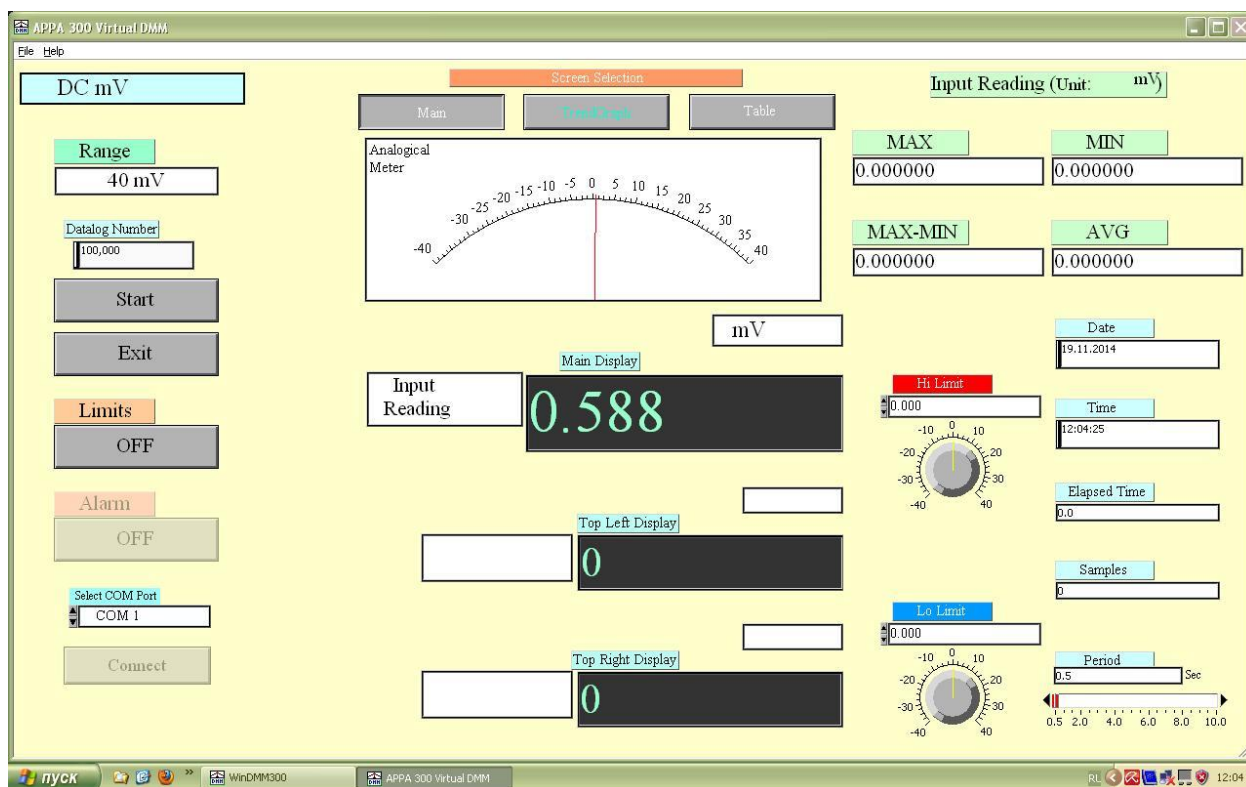 APPA 300 Virtual DMM
File Help
DC mV
Range
40 mV
Datalog Number
100,000
Start
Exit
Limits
OFF
Alarm
OFF
Select COM Port
COM 1
Connect
Screen Selection
Main TrendGraph Table
Analogical
Meter
-40 -30 -25 -20 -15 -10 -5 0 5 10 15 20 25 30 35 40
mV
Main Display
Input
Reading
0.588
Top Left Display
0
Top Right Display
0
Input Reading (Unit: mV)
MAX MIN
0.000000 0.000000
MAX-MIN AVG
0.000000 0.000000
Hi Limit
0.000
-10 0 10
-20 20
-30 30
-40 40
Lo Limit
0.000
-10 0 10
-20 20
-30 30
-40 40
Date
19.11.2014
Time
12:04:25
Elapsed Time
0.0
Samples
0
Period
0.5 Sec
0.5 2.0 4.0 6.0 8.0 10.0
пуск » WinDMM300 APPA 300 Virtual DMM RL 12:04